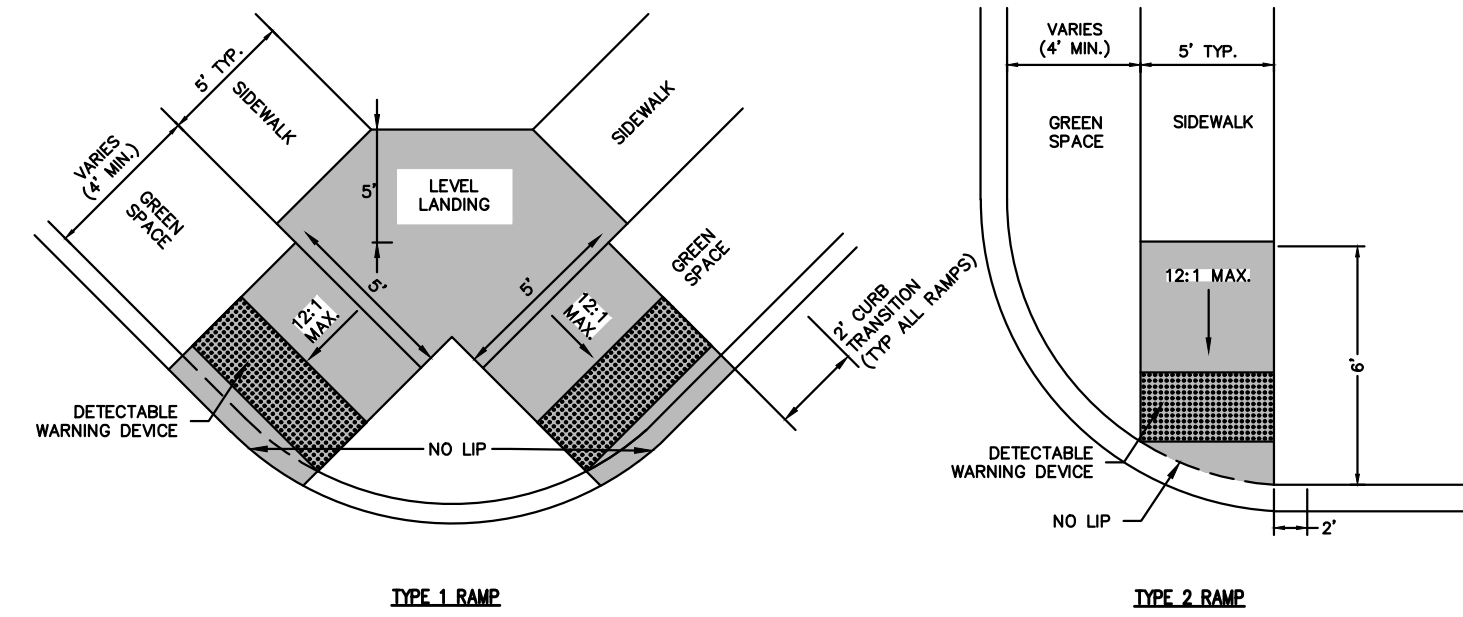 5' TYP.
SIDEWALK
VARIES
(4' MIN.)
GREEN
SPACE
5'
LEVEL
LANDING
SIDEWALK
GREEN
SPACE
5'
5'
12:1
MAX.
12:1
MAX.
2' CURB
TRANSITION
(TYP ALL RAMPS)
DETECTABLE
WARNING DEVICE
NO LIP
TYPE 1 RAMP
VARIES
(4' MIN.)
5' TYP.
GREEN
SPACE
SIDEWALK
12:1 MAX.
6'
DETECTABLE
WARNING DEVICE
NO LIP
2'
TYPE 2 RAMP